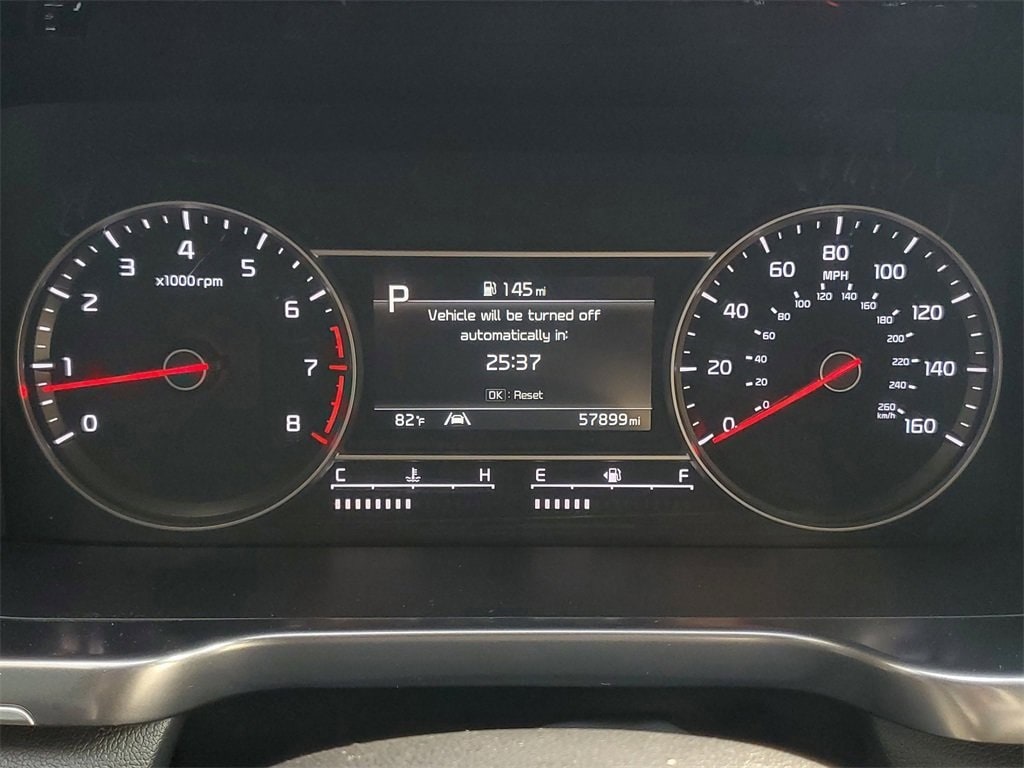 4
3
5
x1000rpm
2
6
1
7
0
8
P
145 mi
Vehicle will be turned off
automatically in:
25:37
OK : Reset
82°F
57899 mi
C
H
E
F
80
MPH
60
100
40
120
20
140
0
160
120
140
100
160
80
180
60
200
40
220
20
240
0
260
km/h